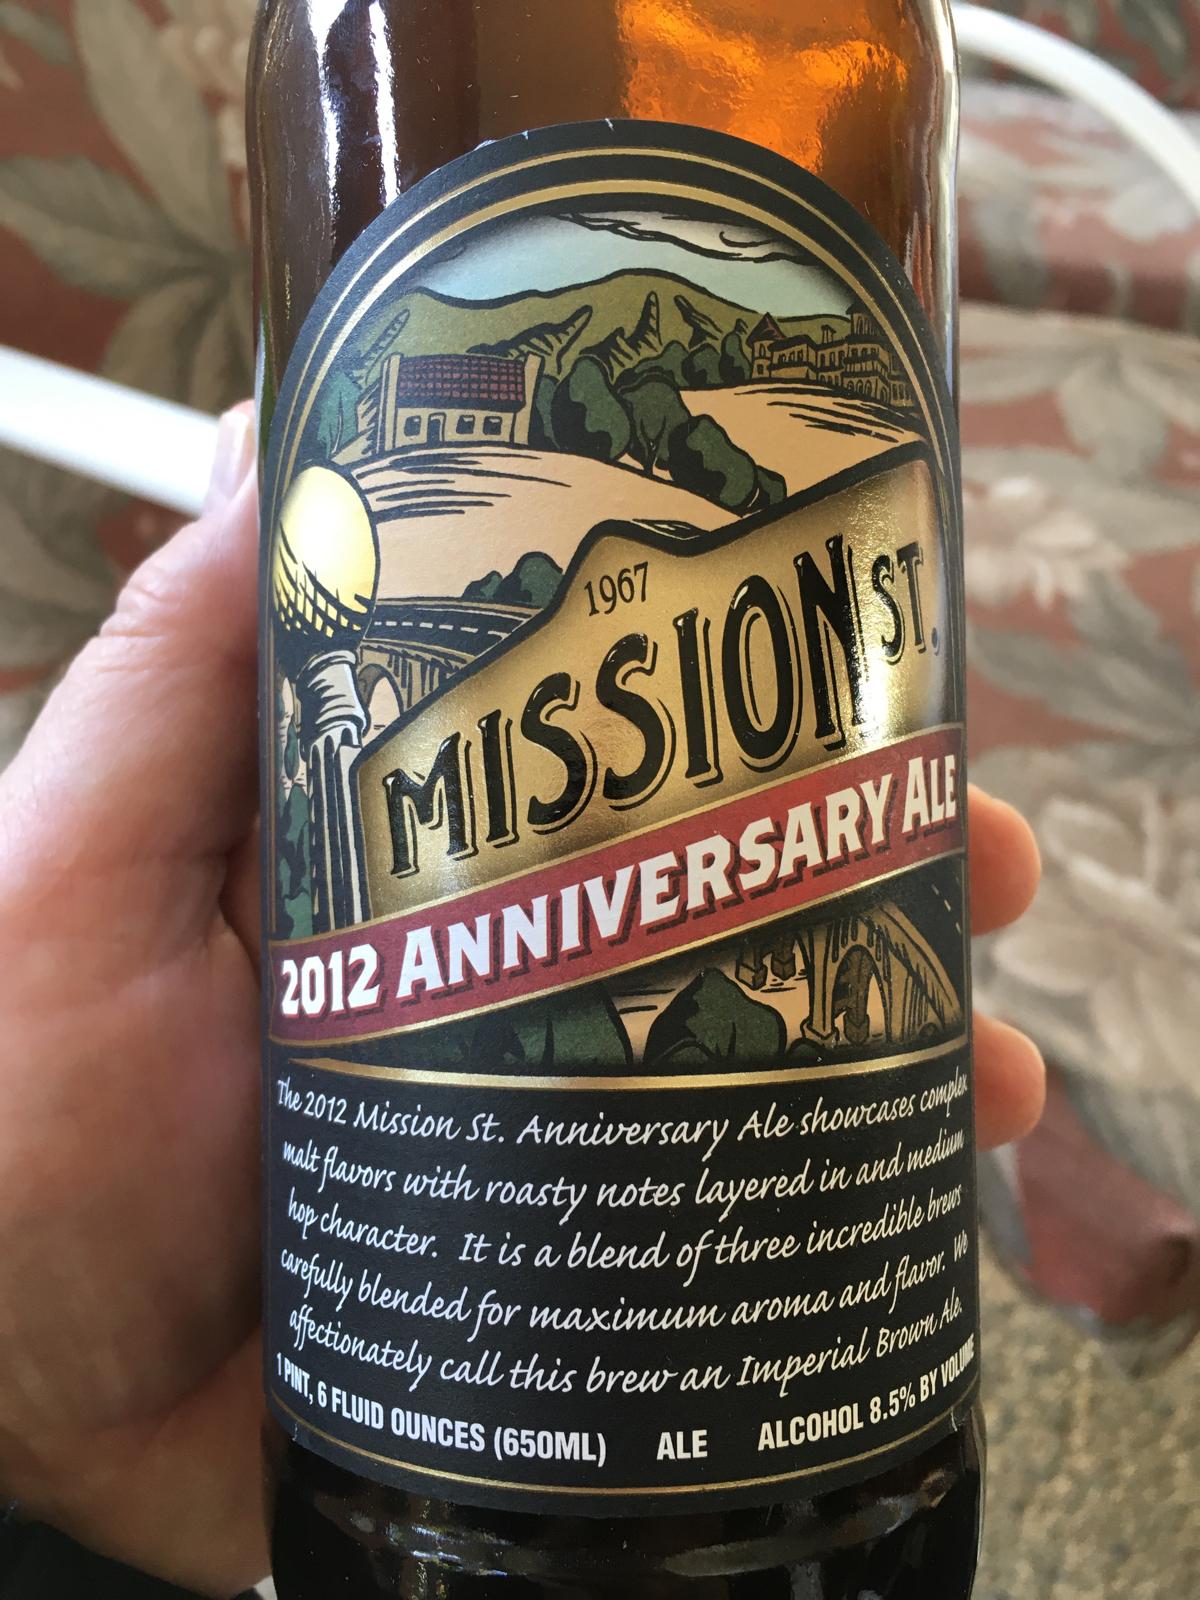 1967
MISSION ST.
2012 ANNIVERSARY ALE
The 2012 Mission St. Anniversary Ale showcases complex
malt flavors with roasty notes layered in and medium
hop character. It is a blend of three incredible brews
carefully blended for maximum aroma and flavor. We
affectionately call this brew an Imperial Brown Ale.
1 PINT, 6 FLUID OUNCES (650ML) ALE ALCOHOL 8.5% BY VOLUME